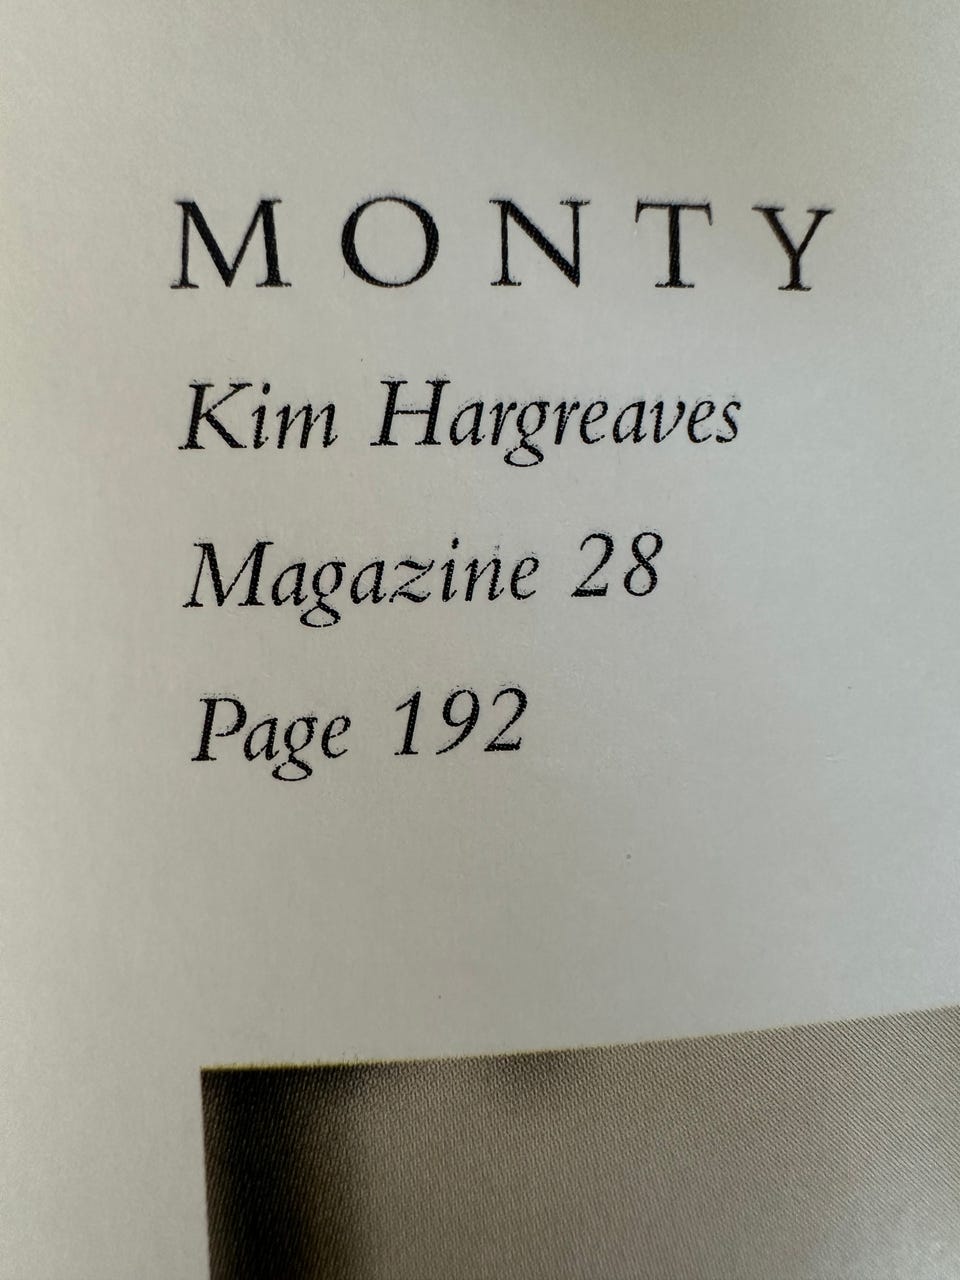 MONTY
Kim Hargreaves
Magazine 28
Page 192